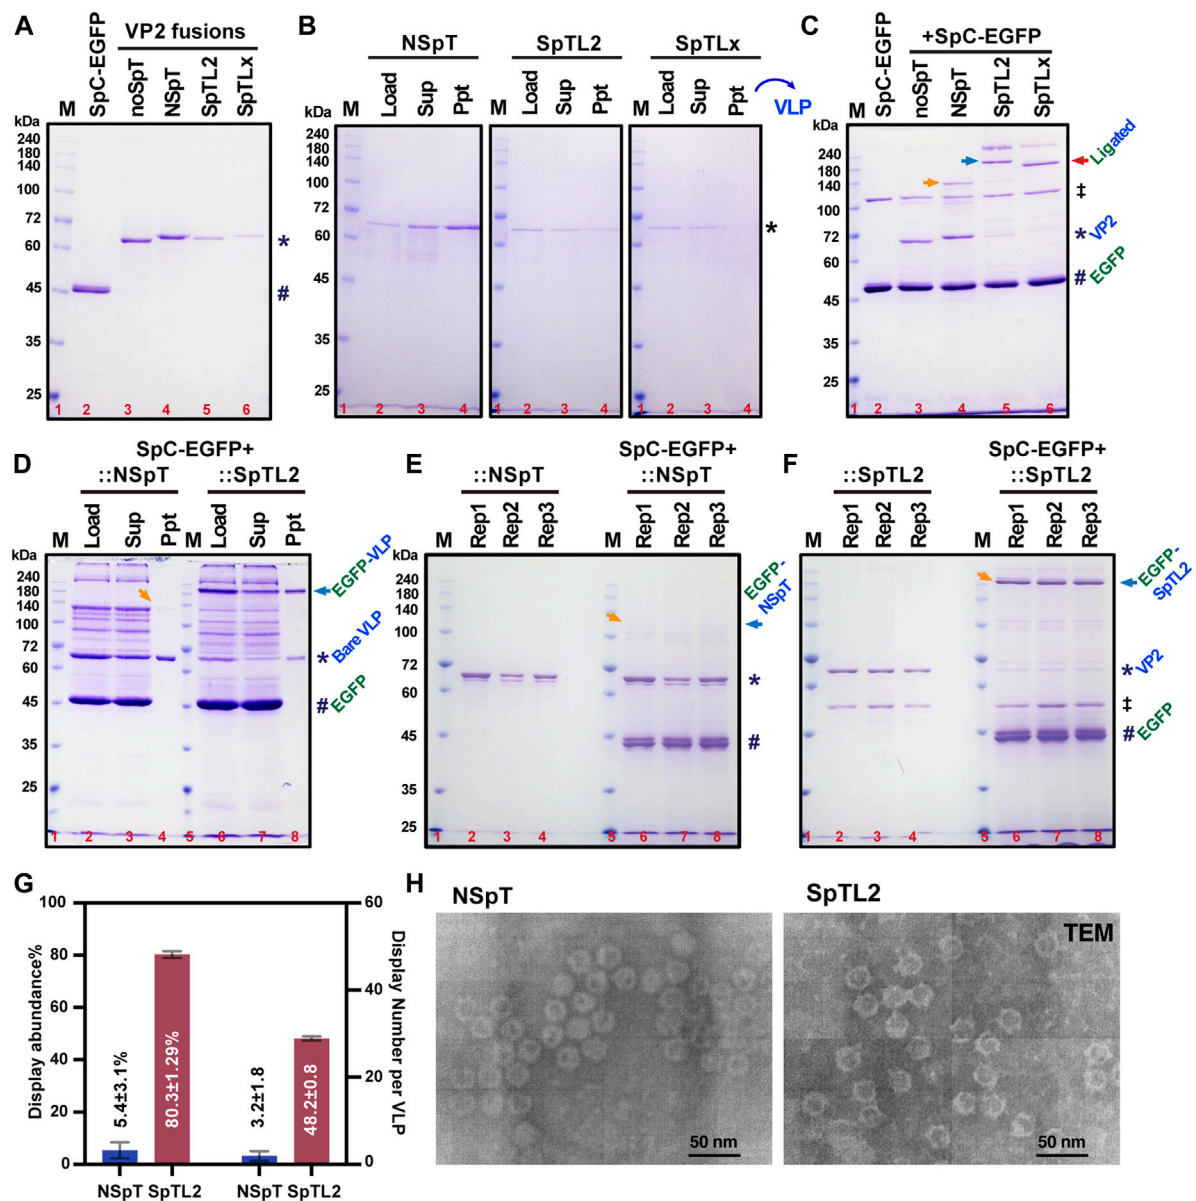 A
SpC-EGFP
VP2 fusions
M
noSpT
NSpT
SpTL2
SpTLx
kDa
240
180
140
100
72
60
45
35
25
*
#
1 2 3 4 5 6
B
NSpT
SpTL2
SpTLx
M
Load
Sup
Ppt
M
Load
Sup
Ppt
M
Load
Sup
Ppt
VLP
kDa
240
180
140
100
72
60
45
35
25
*
1 2 3 4
1 2 3 4
1 2 3 4
C
SpC-EGFP
+SpC-EGFP
M
noSpT
NSpT
SpTL2
SpTLx
kDa
240
180
140
100
72
60
45
35
25
Ligated
‡
* VP2
# EGFP
1 2 3 4 5 6
D
SpC-EGFP+
::NSpT
::SpTL2
M
Load
Sup
Ppt
M
Load
Sup
Ppt
kDa
240
180
140
100
72
60
45
35
25
EGFP-VLP
* Bare VLP
# EGFP
1 2 3 4 5 6 7 8
E
::NSpT
SpC-EGFP+
::NSpT
M
Rep1
Rep2
Rep3
M
Rep1
Rep2
Rep3
kDa
240
180
140
100
72
60
45
35
25
EGFP-
NSpT
*
#
1 2 3 4 5 6 7 8
F
::SpTL2
SpC-EGFP+
::SpTL2
M
Rep1
Rep2
Rep3
M
Rep1
Rep2
Rep3
EGFP-
SpTL2
* VP2
‡
# EGFP
1 2 3 4 5 6 7 8
G
Display abundance%
100
80
60
40
20
0
5.4±3.1%
80.3±1.29%
3.2±1.8
48.2±0.8
60
40
20
0
Display Number per VLP
NSpT SpTL2
NSpT SpTL2
H
NSpT
50 nm
SpTL2
TEM
50 nm